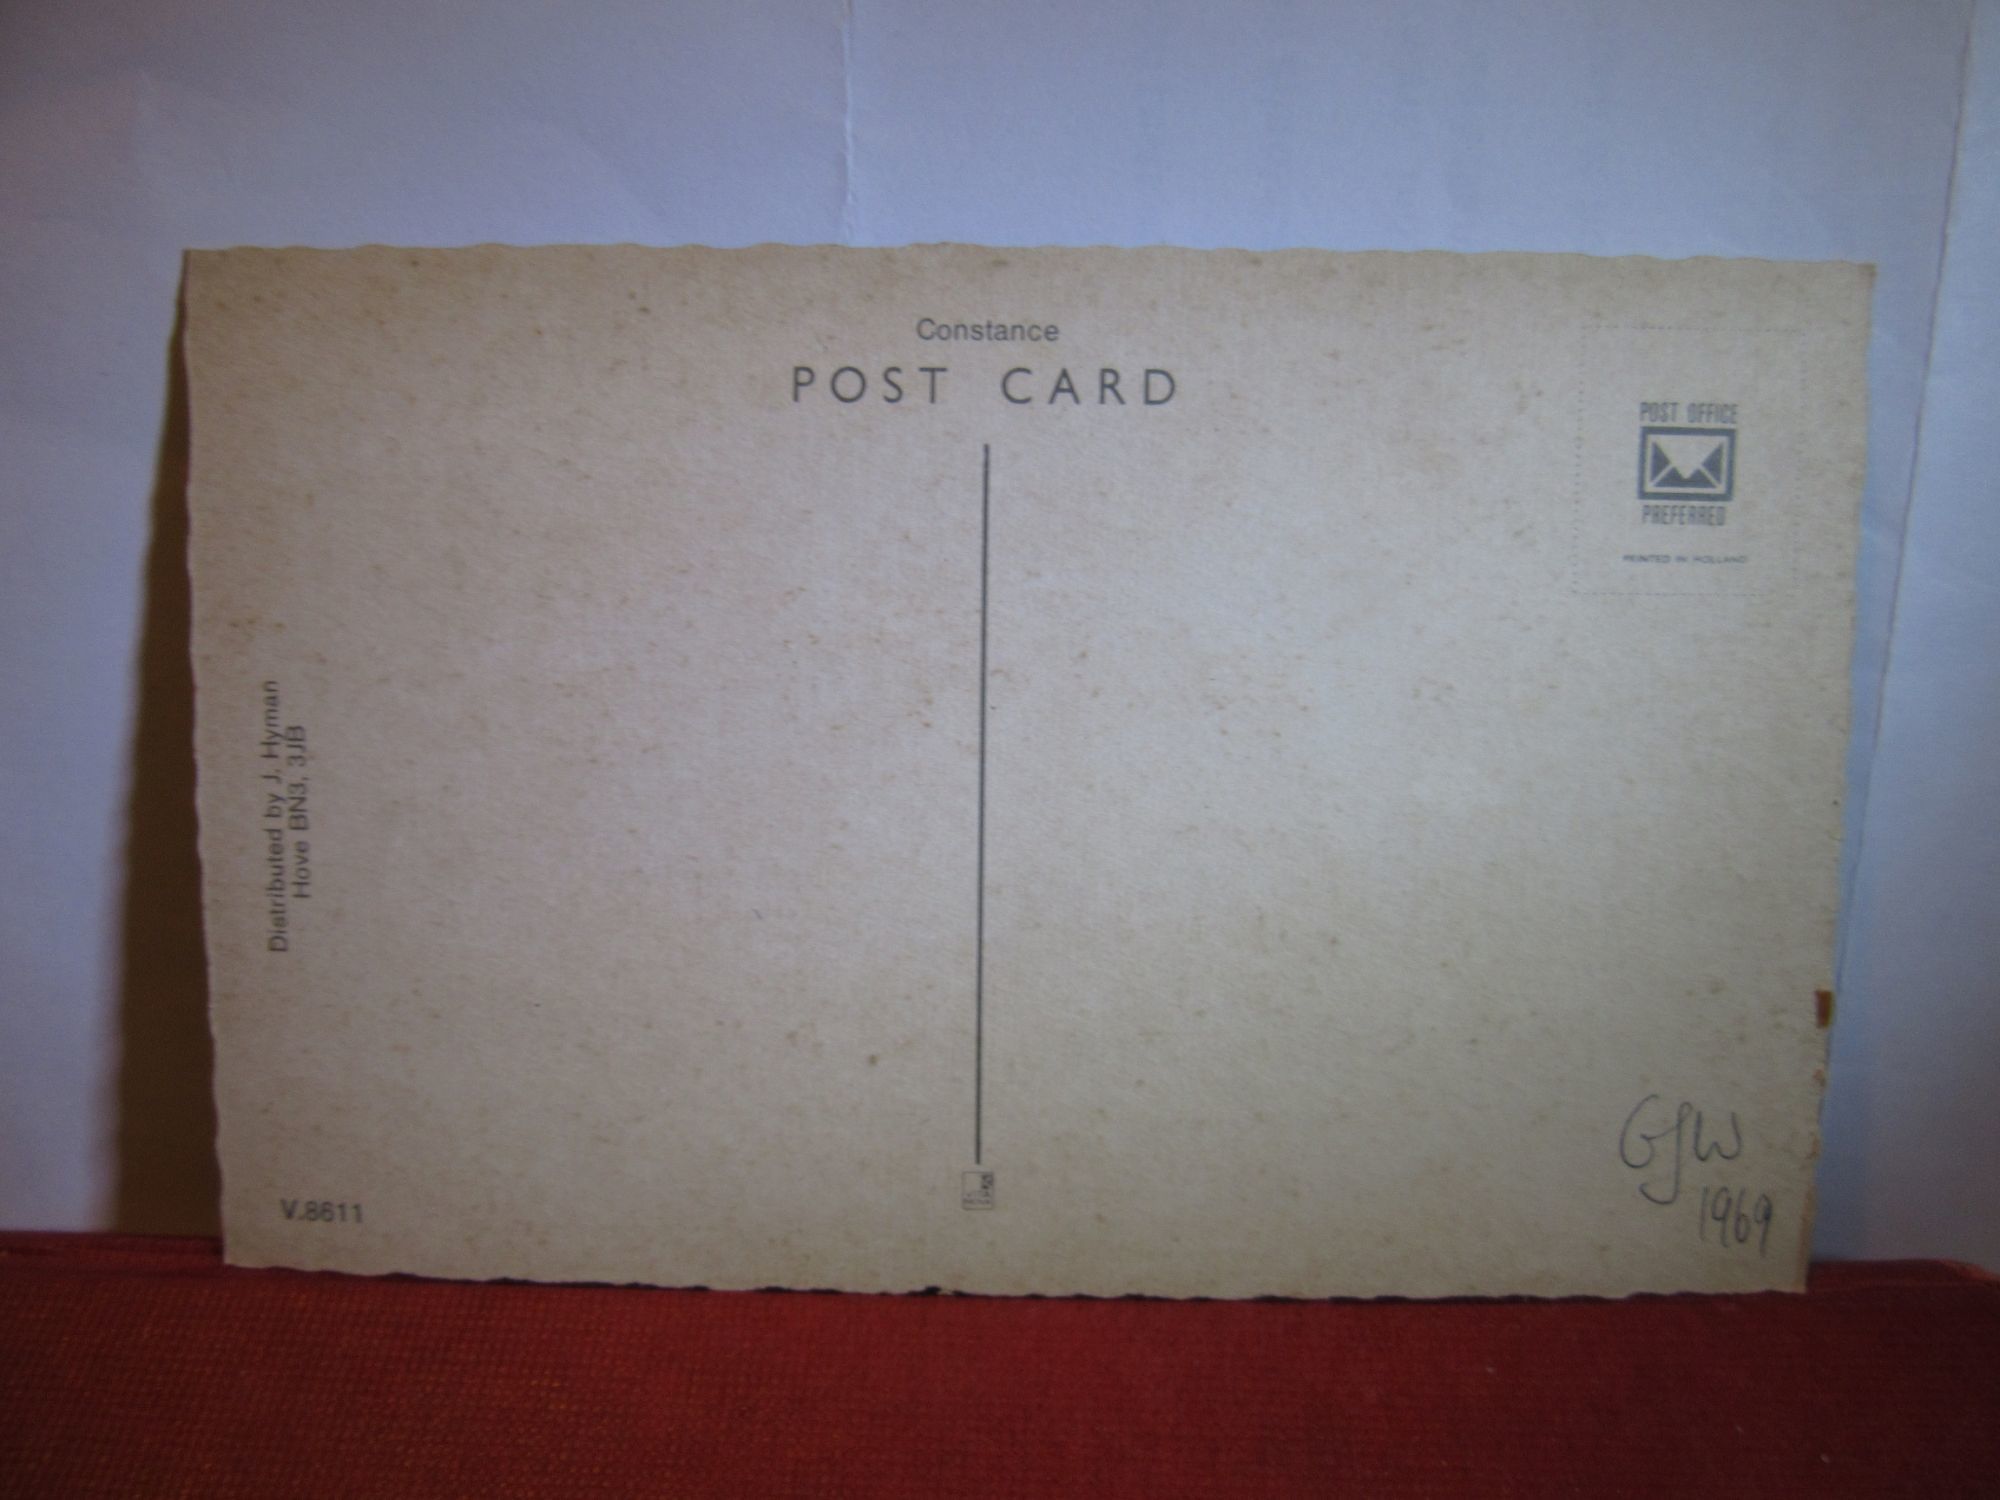 Constance
POST CARD
POST OFFICE
PREFERRED
PRINTED IN HOLLAND
Distributed by J. Hyman
Hove BN3, 3JB
V.8611
GJW
1969